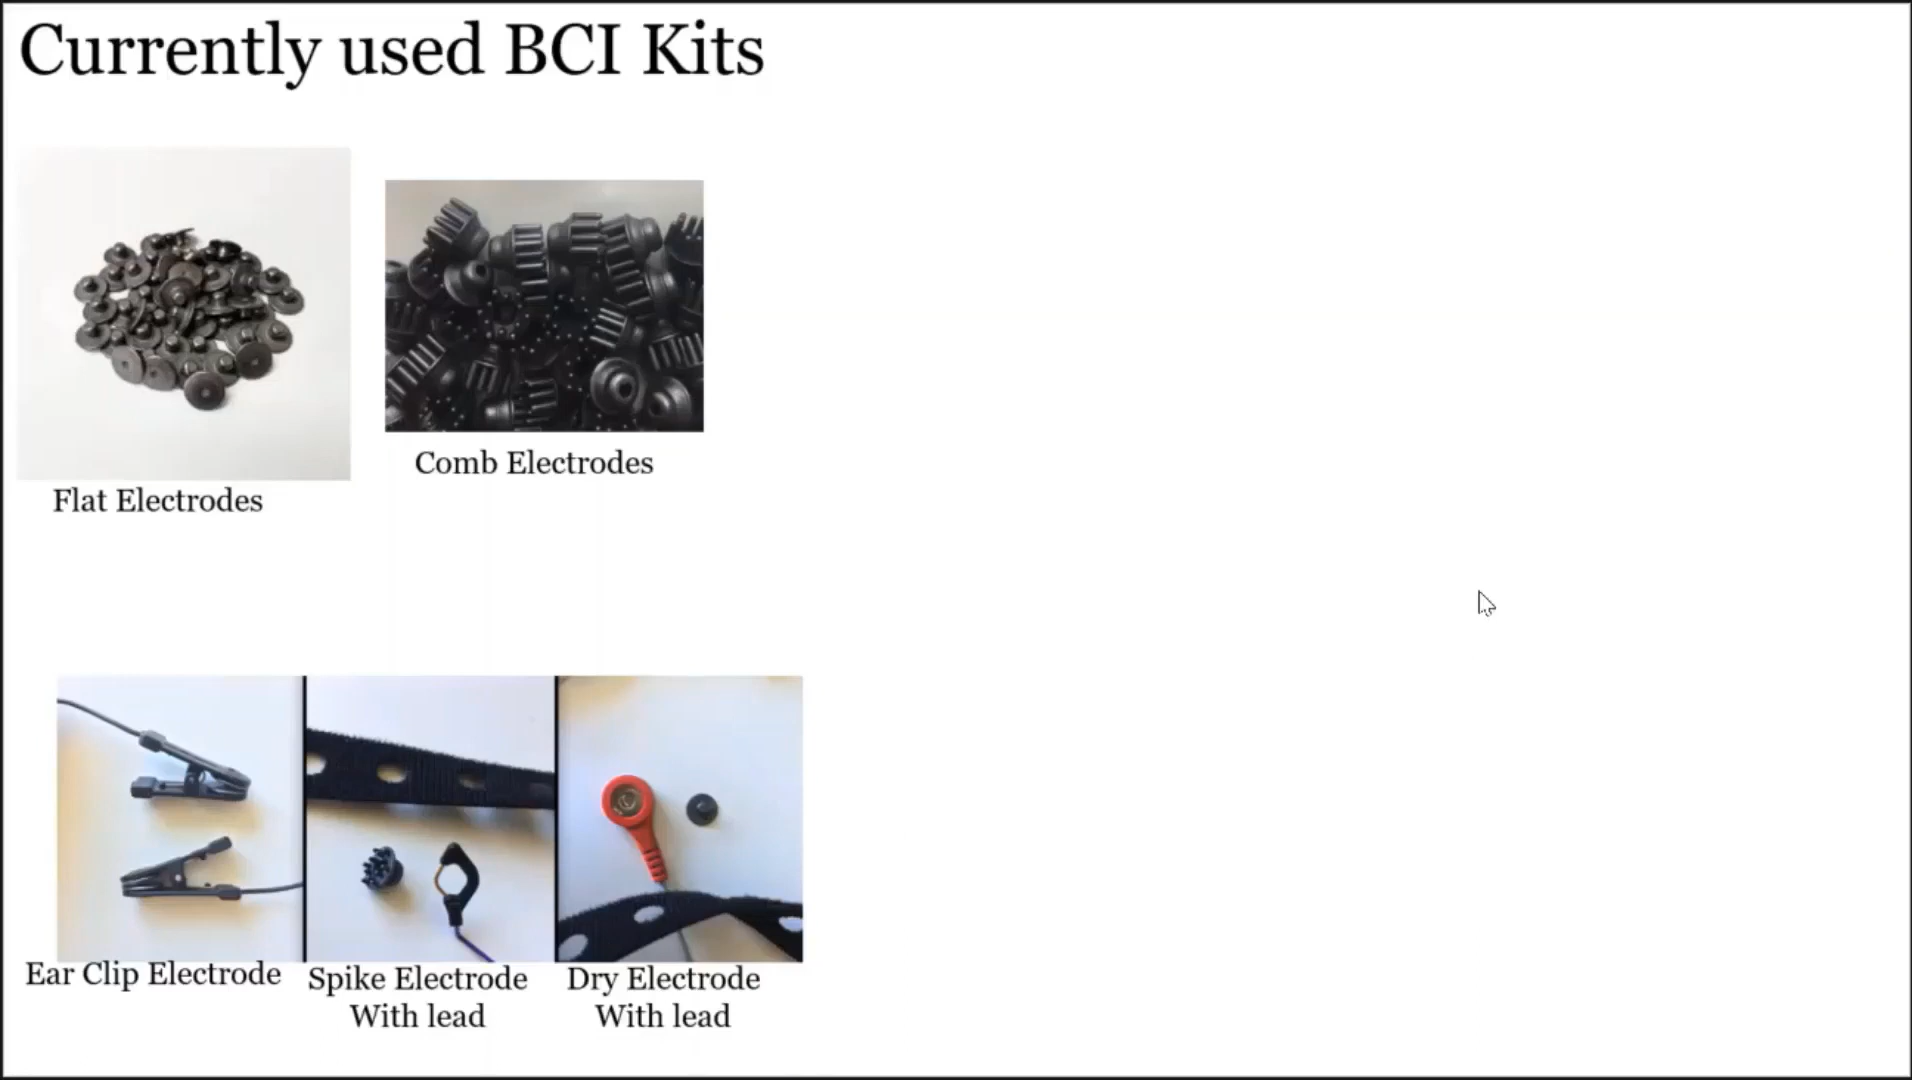 Currently used BCI Kits
Flat Electrodes
Comb Electrodes
Ear Clip Electrode
Spike Electrode
With lead
Dry Electrode
With lead